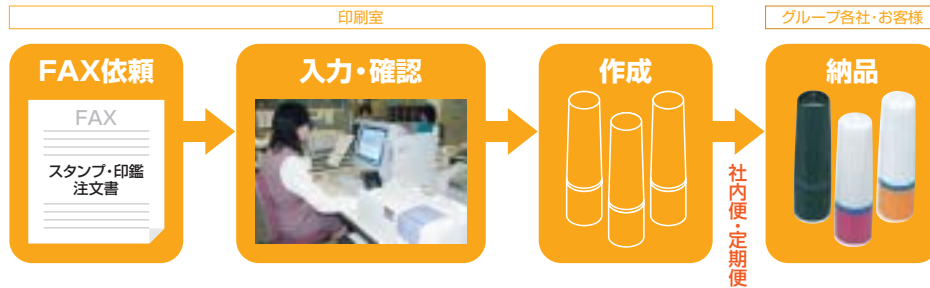 印刷室
グループ各社・お客様
FAX依頼
FAX
スタンプ・印鑑
注文書
入力・確認
作成
社内便・定期便
納品